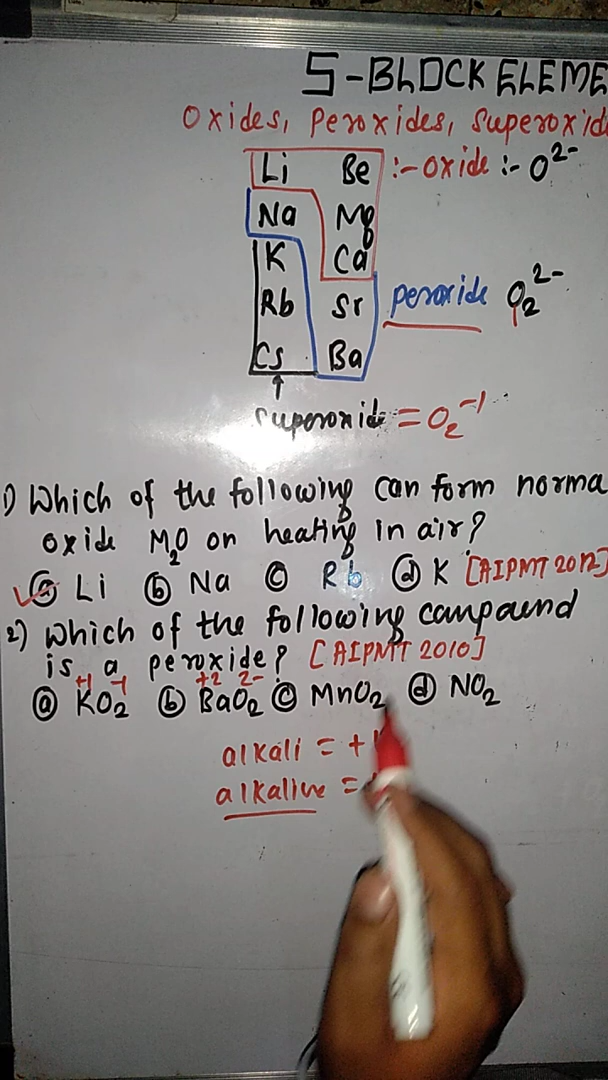 S-BLOCK ELEME
Oxides, Peroxides, Superoxid
Li Be :- oxide :- O²⁻
Na Mg
K Ca
Rb Sr peroxide O₂²⁻
Cs Ba
↑
Superoxide = O₂⁻¹
1) Which of the following can form norma
oxide M₂O on heating in air?
✓ⓐ Li ⓑ Na ⓒ Rb ⓓ K [AIPMT 2012]
2) Which of the following campound
is a peroxide? [AIPMT 2010]
+1 -1 +2 2-
ⓐ KO₂ ⓑ BaO₂ ⓒ MnO₂ ⓓ NO₂
alkali = +
alkaline =